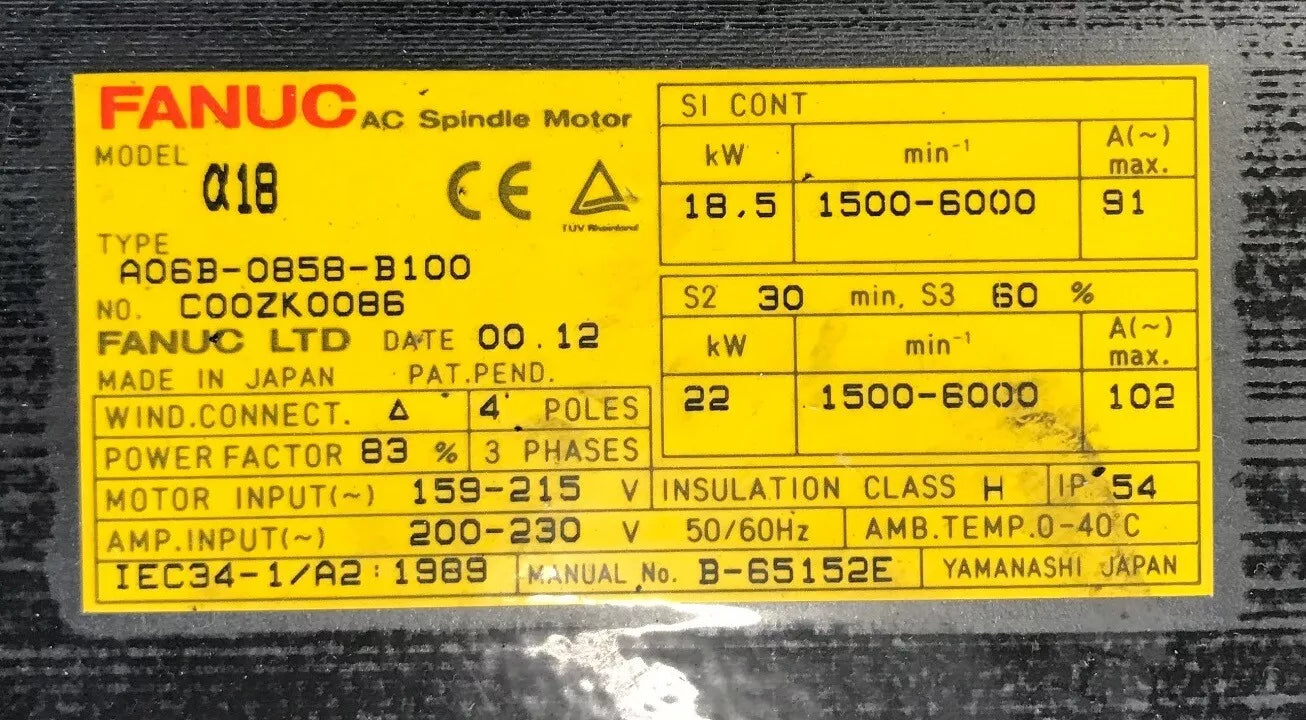 FANUC AC Spindle Motor
MODEL
α18
CE
TÜV Rheinland
TYPE
A06B-0858-B100
NO. C00ZK0086
FANUC LTD DATE 00.12
MADE IN JAPAN PAT.PEND.
WIND.CONNECT. Δ 4 POLES
POWER FACTOR 83 % 3 PHASES
SI CONT
kW min⁻¹ A(~) max.
18.5 1500-6000 91
S2 30 min. S3 60 %
kW min⁻¹ A(~) max.
22 1500-6000 102
MOTOR INPUT(~) 159-215 V INSULATION CLASS H IP 54
AMP.INPUT(~) 200-230 V 50/60Hz AMB.TEMP.0-40°C
IEC34-1/A2:1989 MANUAL No. B-65152E YAMANASHI JAPAN